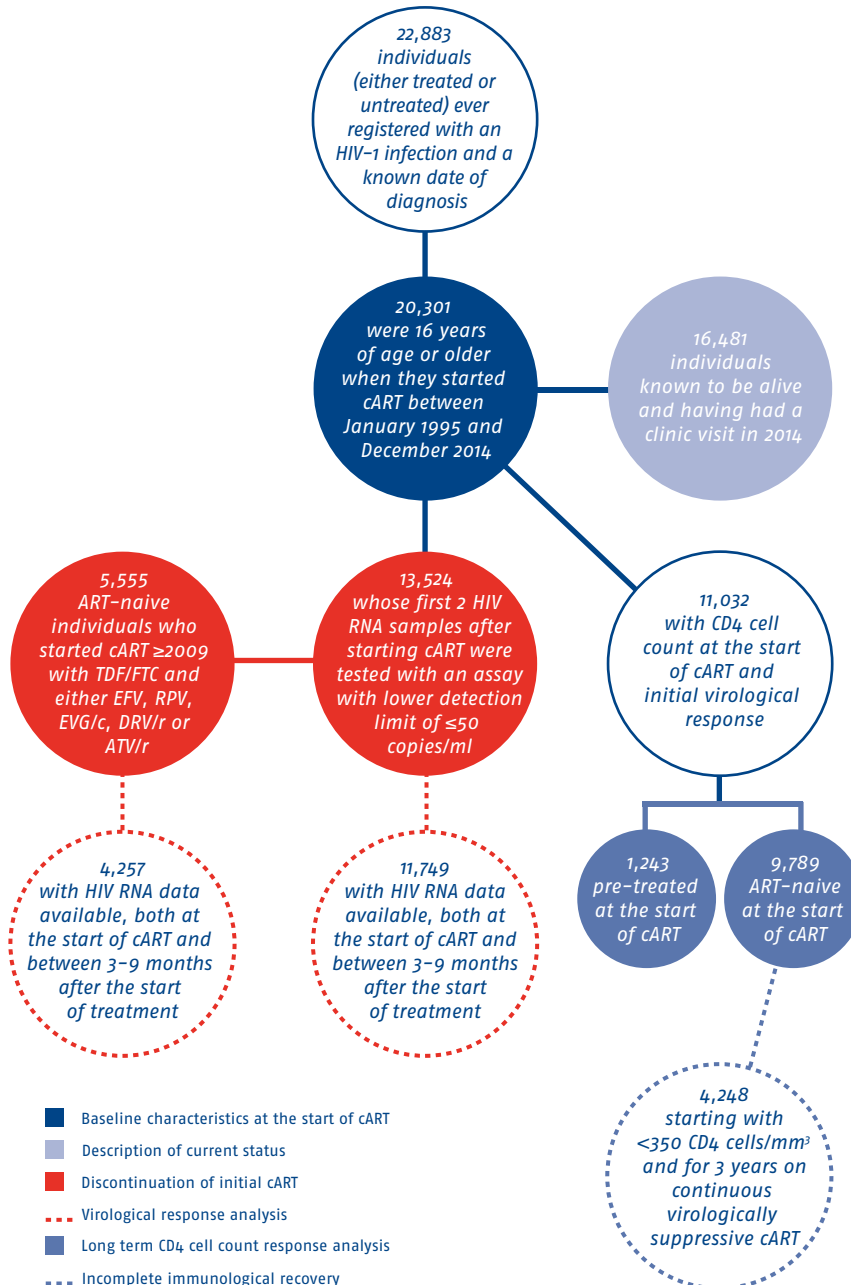 22,883
individuals
(either treated or
untreated) ever
registered with an
HIV-1 infection and a
known date of
diagnosis
20,301
were 16 years
of age or older
when they started
cART between
January 1995 and
December 2014
16,481
individuals
known to be alive
and having had a
clinic visit in 2014
5,555
ART-naive
individuals who
started cART ≥2009
with TDF/FTC and
either EFV, RPV,
EVG/c, DRV/r or
ATV/r
13,524
whose first 2 HIV
RNA samples after
starting cART were
tested with an assay
with lower detection
limit of ≤50
copies/ml
11,032
with CD4 cell
count at the start
of cART and
initial virological
response
4,257
with HIV RNA data
available, both at
the start of cART and
between 3-9 months
after the start
of treatment
11,749
with HIV RNA data
available, both at
the start of cART and
between 3-9 months
after the start
of treatment
1,243
pre-treated
at the start
of cART
9,789
ART-naive
at the start
of cART
4,248
starting with
<350 CD4 cells/mm³
and for 3 years on
continuous
virologically
suppressive cART
Baseline characteristics at the start of cART
Description of current status
Discontinuation of initial cART
Virological response analysis
Long term CD4 cell count response analysis
Incomplete immunological recovery